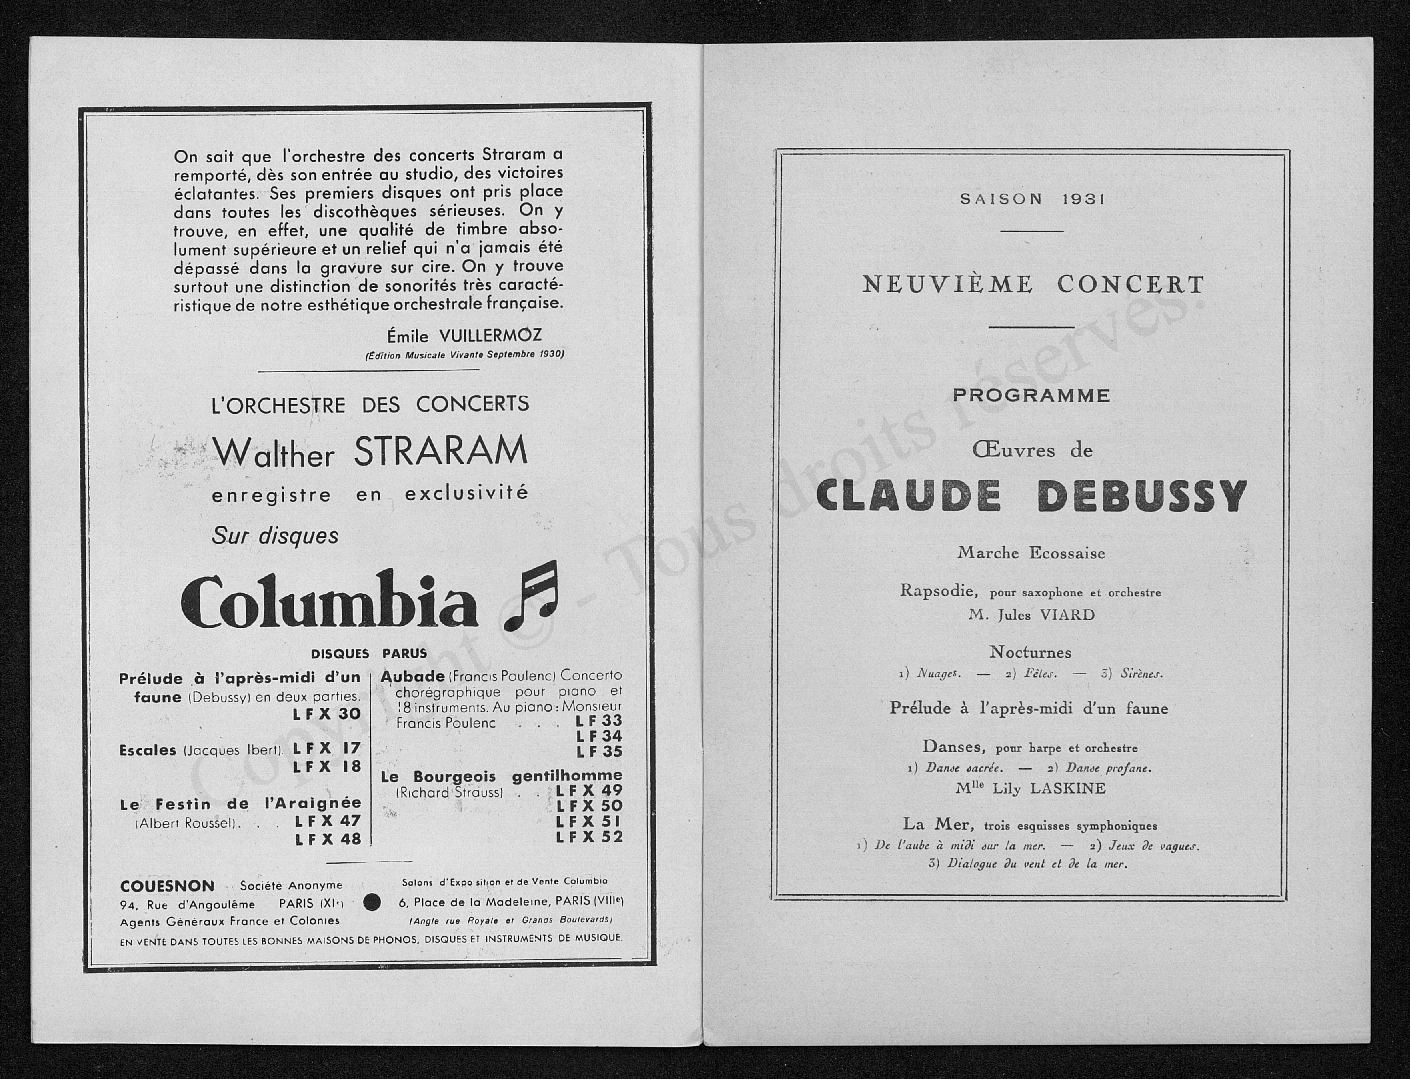 On sait que l'orchestre des concerts Straram a
remporté, dès son entrée au studio, des victoires
éclatantes. Ses premiers disques ont pris place
dans toutes les discothèques sérieuses. On y
trouve, en effet, une qualité de timbre abso-
lument supérieure et un relief qui n'a jamais été
dépassé dans la gravure sur cire. On y trouve
surtout une distinction de sonorités très caracté-
ristique de notre esthétique orchestrale française.
Émile VUILLERMOZ
(Édition Musicale Vivante Septembre 1930)
L'ORCHESTRE DES CONCERTS
Walther STRARAM
enregistre en exclusivité
Sur disques
Columbia
DISQUES PARUS
Prélude à l'après-midi d'un
faune (Debussy) en deux parties.
LFX 30
Escales (Jacques Ibert). LFX 17
LFX 18
Le Festin de l'Araignée
(Albert Roussel). . . LFX 47
LFX 48
Aubade (Francis Poulenc) Concerto
chorégraphique pour piano et
18 instruments. Au piano : Monsieur
Francis Poulenc . . . LF 33
LF 34
LF 35
Le Bourgeois gentilhomme
(Richard Strauss) . . LFX 49
LFX 50
LFX 51
LFX 52
COUESNON Société Anonyme
94, Rue d'Angoulême PARIS (XIe)
Agents Généraux France et Colonies
Salons d'Exposition et de Vente Columbia
6, Place de la Madeleine, PARIS (VIIIe)
(Angle rue Royale et Grands Boulevards)
EN VENTE DANS TOUTES LES BONNES MAISONS DE PHONOS, DISQUES ET INSTRUMENTS DE MUSIQUE.
SAISON 1931
NEUVIÈME CONCERT
PROGRAMME
Œuvres de
CLAUDE DEBUSSY
Marche Ecossaise
Rapsodie, pour saxophone et orchestre
M. Jules VIARD
Nocturnes
1) Nuages. — 2) Fêtes. — 3) Sirènes.
Prélude à l'après-midi d'un faune
Danses, pour harpe et orchestre
1) Danse sacrée. — 2) Danse profane.
Mlle Lily LASKINE
La Mer, trois esquisses symphoniques
1) De l'aube à midi sur la mer. — 2) Jeux de vagues.
3) Dialogue du vent et de la mer.
Copyright © - Tous droits réservés.